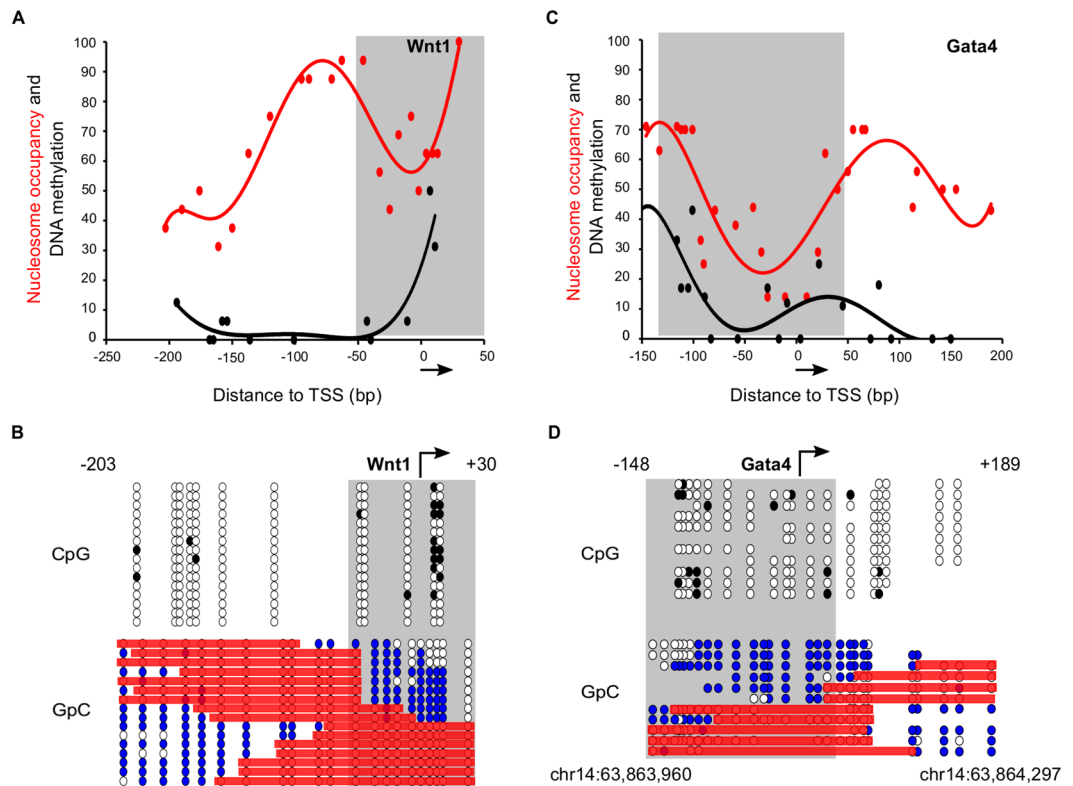 A
Wnt1
Nucleosome occupancy and
DNA methylation
100
90
80
70
60
50
40
30
20
10
0
-250
-200
-150
-100
-50
0
50
Distance to TSS (bp)
C
Gata4
Nucleosome occupancy and
DNA methylation
100
90
80
70
60
50
40
30
20
10
0
-150
-100
-50
0
50
100
150
200
Distance to TSS (bp)
B
-203
Wnt1
+30
CpG
GpC
D
-148
Gata4
+189
CpG
GpC
chr14:63,863,960
chr14:63,864,297